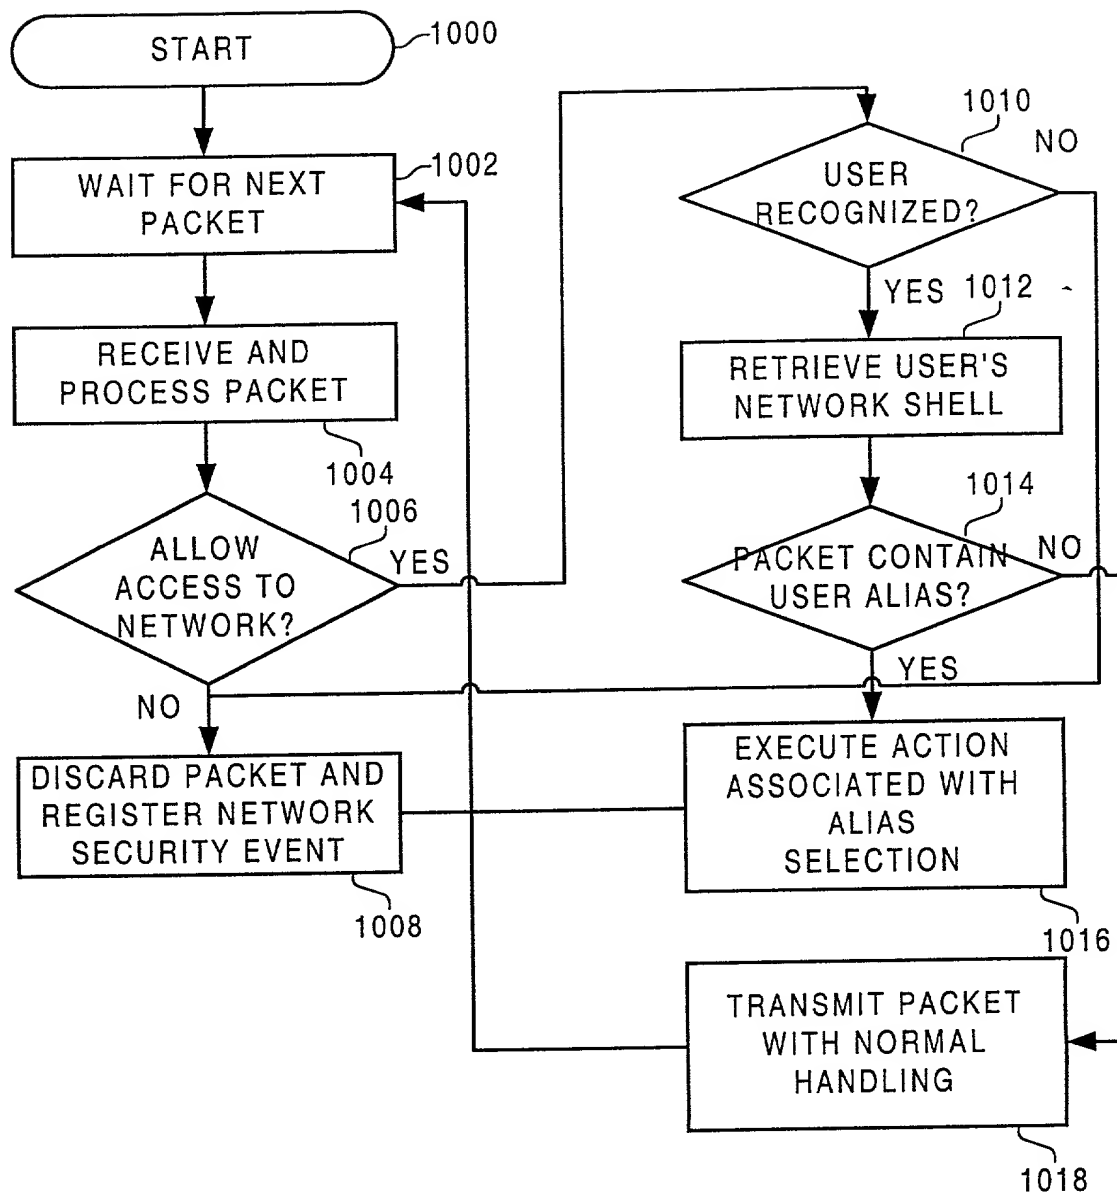 START
1000
WAIT FOR NEXT
PACKET
1002
RECEIVE AND
PROCESS PACKET
1004
ALLOW
ACCESS TO
NETWORK?
1006
YES
NO
DISCARD PACKET AND
REGISTER NETWORK
SECURITY EVENT
1008
USER
RECOGNIZED?
1010
NO
YES
1012
RETRIEVE USER'S
NETWORK SHELL
1014
PACKET CONTAIN
USER ALIAS?
NO
YES
EXECUTE ACTION
ASSOCIATED WITH
ALIAS
SELECTION
1016
TRANSMIT PACKET
WITH NORMAL
HANDLING
1018